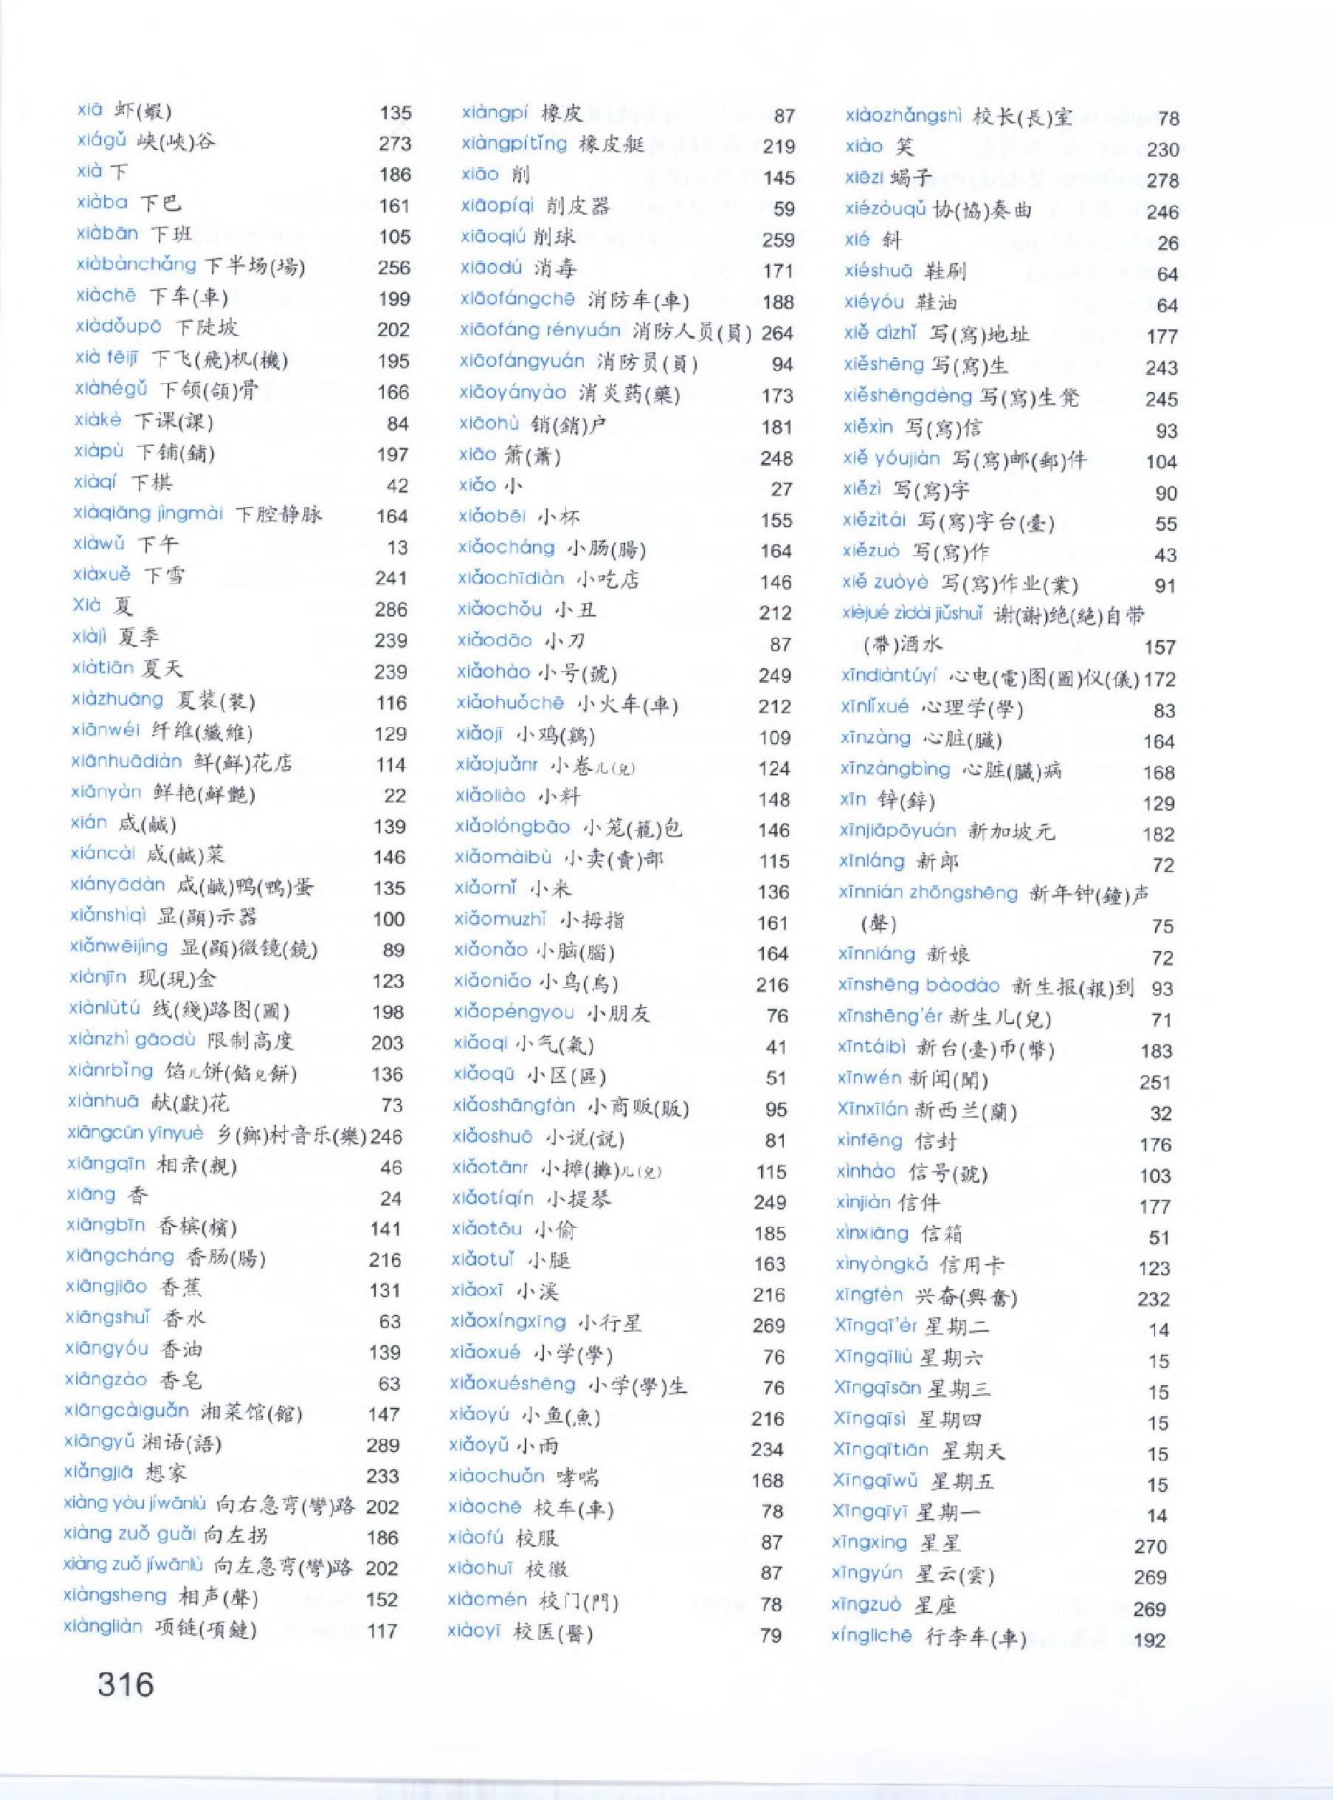 xiā 虾(蝦) 135
xiágǔ 峡(峽)谷 273
xià 下 186
xiàba 下巴 161
xiàbān 下班 105
xiàbànchǎng 下半场(場) 256
xiàchē 下车(車) 199
xiàdǒupō 下陡坡 202
xià fēijī 下飞(飛)机(機) 195
xiàhégǔ 下颌(頜)骨 166
xiàkè 下课(課) 84
xiàpù 下铺(鋪) 197
xiàqí 下棋 42
xiàqiāng jìngmài 下腔静脉 164
xiàwǔ 下午 13
xiàxuě 下雪 241
Xià 夏 286
xiàjì 夏季 239
xiàtiān 夏天 239
xiàzhuāng 夏装(裝) 116
xiānwéi 纤维(纖維) 129
xiānhuādiàn 鲜(鮮)花店 114
xiānyàn 鲜艳(鮮艷) 22
xián 咸(鹹) 139
xiáncài 咸(鹹)菜 146
xiányādàn 咸(鹹)鸭(鴨)蛋 135
xiǎnshìqì 显(顯)示器 100
xiǎnwēijìng 显(顯)微镜(鏡) 89
xiànjīn 现(現)金 123
xiànlùtú 线(綫)路图(圖) 198
xiànzhì gāodù 限制高度 203
xiànrbǐng 馅儿饼(餡兒餅) 136
xiànhuā 献(獻)花 73
xiāngcūn yīnyuè 乡(鄉)村音乐(樂) 246
xiāngqīn 相亲(親) 46
xiāng 香 24
xiāngbīn 香槟(檳) 141
xiāngcháng 香肠(腸) 216
xiāngjiāo 香蕉 131
xiāngshuǐ 香水 63
xiāngyóu 香油 139
xiāngzào 香皂 63
xiāngcàiguǎn 湘菜馆(館) 147
xiāngyǔ 湘语(語) 289
xiǎngjiā 想家 233
xiàng yòu jíwānlù 向右急弯(彎)路 202
xiàng zuǒ guǎi 向左拐 186
xiàng zuǒ jíwānlù 向左急弯(彎)路 202
xiàngsheng 相声(聲) 152
xiàngliàn 项链(項鏈) 117
316
xiàngpí 橡皮 87
xiàngpítǐng 橡皮艇 219
xiāo 削 145
xiāopíqì 削皮器 59
xiāoqiú 削球 259
xiāodú 消毒 171
xiāofángchē 消防车(車) 188
xiāofáng rényuán 消防人员(員) 264
xiāofángyuán 消防员(員) 94
xiāoyányào 消炎药(藥) 173
xiāohù 销(銷)户 181
xiāo 箫(簫) 248
xiǎo 小 27
xiǎobēi 小杯 155
xiǎocháng 小肠(腸) 164
xiǎochīdiàn 小吃店 146
xiǎochǒu 小丑 212
xiǎodāo 小刀 87
xiǎohào 小号(號) 249
xiǎohuǒchē 小火车(車) 212
xiǎojī 小鸡(鷄) 109
xiǎojuǎnr 小卷儿(兒) 124
xiǎoliào 小料 148
xiǎolóngbāo 小笼(籠)包 146
xiǎomàibù 小卖(賣)部 115
xiǎomǐ 小米 136
xiǎomuzhǐ 小拇指 161
xiǎonǎo 小脑(腦) 164
xiǎoniǎo 小鸟(鳥) 216
xiǎopéngyou 小朋友 76
xiǎoqi 小气(氣) 41
xiǎoqū 小区(區) 51
xiǎoshāngfàn 小商贩(販) 95
xiǎoshuō 小说(説) 81
xiǎotānr 小摊(攤)儿(兒) 115
xiǎotíqín 小提琴 249
xiǎotōu 小偷 185
xiǎotuǐ 小腿 163
xiǎoxī 小溪 216
xiǎoxíngxīng 小行星 269
xiǎoxué 小学(學) 76
xiǎoxuéshēng 小学(學)生 76
xiǎoyú 小鱼(魚) 216
xiǎoyǔ 小雨 234
xiàochuǎn 哮喘 168
xiàochē 校车(車) 78
xiàofú 校服 87
xiàohuī 校徽 87
xiàomén 校门(門) 78
xiàoyī 校医(醫) 79
xiàozhǎngshì 校长(長)室 78
xiào 笑 230
xiēzi 蝎子 278
xiézòuqǔ 协(協)奏曲 246
xié 斜 26
xiéshuā 鞋刷 64
xiéyóu 鞋油 64
xiě dìzhǐ 写(寫)地址 177
xiěshēng 写(寫)生 243
xiěshēngdèng 写(寫)生凳 245
xiěxìn 写(寫)信 93
xiě yóujiàn 写(寫)邮(郵)件 104
xiězì 写(寫)字 90
xiězìtái 写(寫)字台(臺) 55
xiězuò 写(寫)作 43
xiě zuòyè 写(寫)作业(業) 91
xièjué zìdài jiǔshuǐ 谢(謝)绝(絶)自带
(帶)酒水 157
xīndiàntúyí 心电(電)图(圖)仪(儀) 172
xīnlǐxué 心理学(學) 83
xīnzàng 心脏(臟) 164
xīnzàngbìng 心脏(臟)病 168
xīn 锌(鋅) 129
xīnjiāpōyuán 新加坡元 182
xīnláng 新郎 72
xīnnián zhōngshēng 新年钟(鐘)声
(聲) 75
xīnniáng 新娘 72
xīnshēng bàodào 新生报(報)到 93
xīnshēng'ér 新生儿(兒) 71
xīntáibì 新台(臺)币(幣) 183
xīnwén 新闻(聞) 251
Xīnxīlán 新西兰(蘭) 32
xìnfēng 信封 176
xìnhào 信号(號) 103
xìnjiàn 信件 177
xìnxiāng 信箱 51
xìnyòngkǎ 信用卡 123
xīngfèn 兴奋(興奮) 232
Xīngqī'èr 星期二 14
Xīngqīliù 星期六 15
Xīngqīsān 星期三 15
Xīngqīsì 星期四 15
Xīngqītiān 星期天 15
Xīngqīwǔ 星期五 15
Xīngqīyī 星期一 14
xīngxing 星星 270
xīngyún 星云(雲) 269
xīngzuò 星座 269
xínglichē 行李车(車) 192